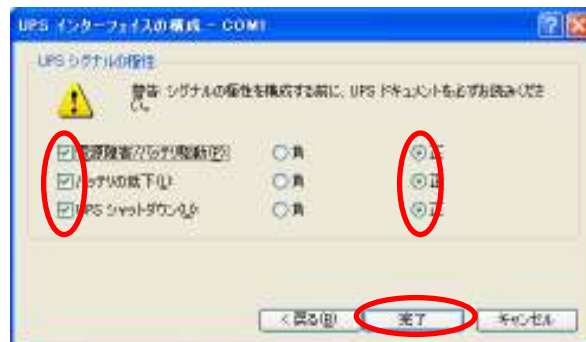 UPS インターフェイスの構成 - COM1
UPS シグナルの極性
警告: シグナルの極性を構成する前に、UPS ドキュメントを必ずお読みくださ
い。
電源障害/バッテリ駆動(P): 負 正
バッテリの低下(L): 負 正
UPS シャットダウン(U): 負 正
< 戻る(B) 完了 キャンセル